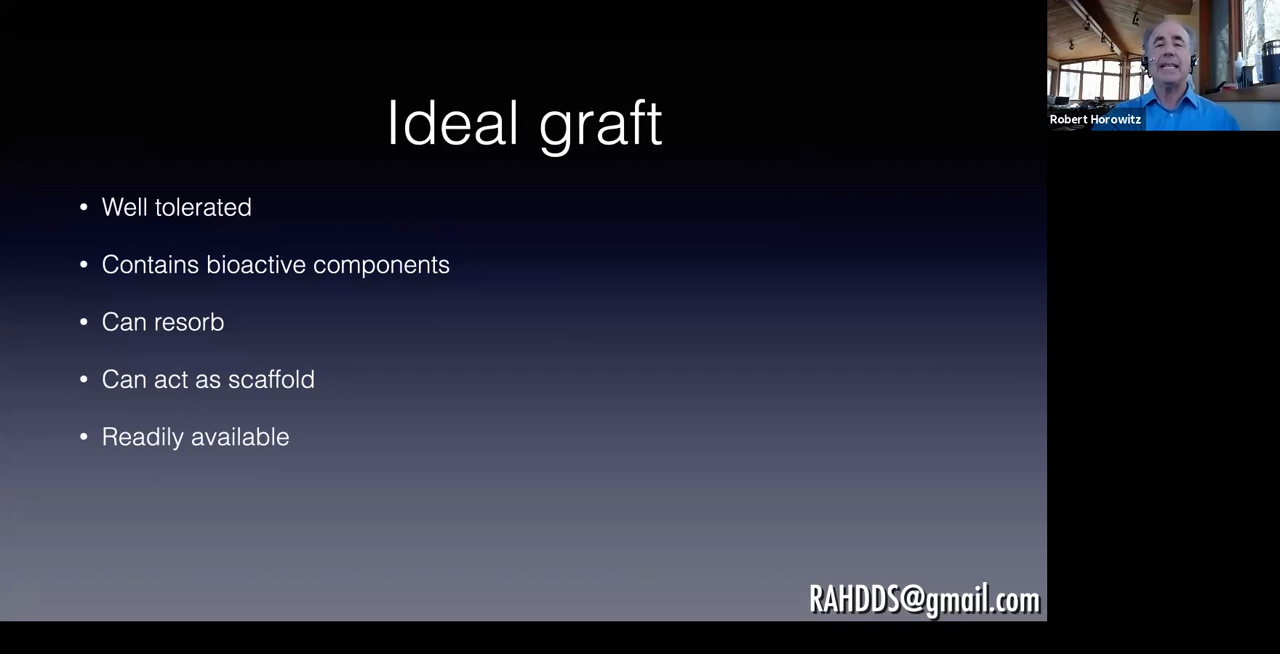 Ideal graft
• Well tolerated
• Contains bioactive components
• Can resorb
• Can act as scaffold
• Readily available
RAHDDS@gmail.com
Robert Horowitz